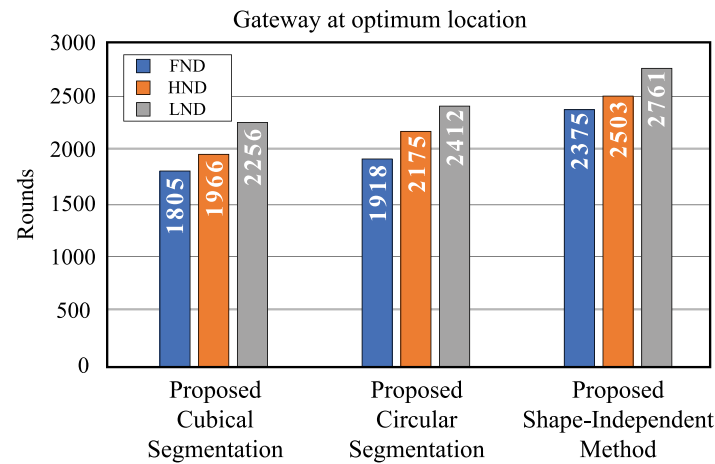 Gateway at optimum location
3000
2500
2000
1500
1000
500
0
Rounds
FND
HND
LND
1805
1966
2256
1918
2175
2412
2375
2503
2761
Proposed
Cubical
Segmentation
Proposed
Circular
Segmentation
Proposed
Shape-Independent
Method